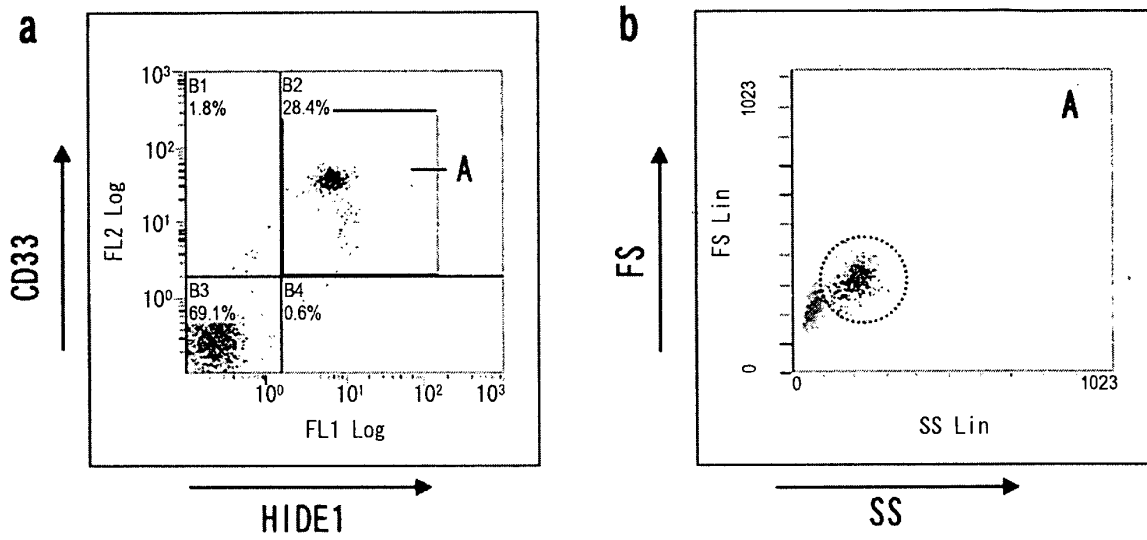 a
CD33
FL2 Log
10³
10²
10¹
10⁰
B1
1.8%
B2
28.4%
A
B3
69.1%
B4
0.6%
10⁰ 10¹ 10² 10³
FL1 Log
HIDE1
b
FS
FS Lin
1023
0
A
0 1023
SS Lin
SS